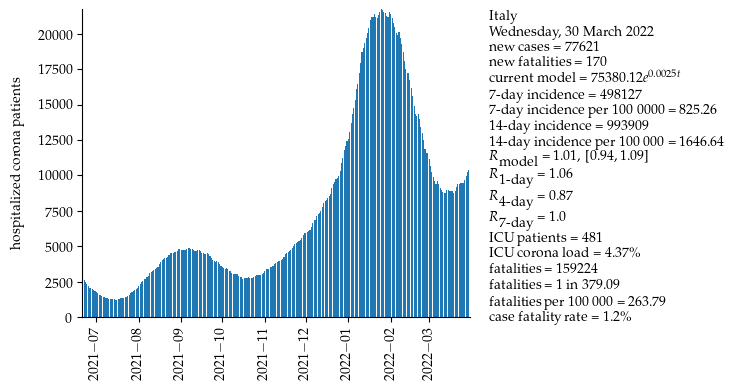 hospitalized corona patients
20000
17500
15000
12500
10000
7500
5000
2500
0
2021−07
2021−08
2021−09
2021−10
2021−11
2021−12
2022−01
2022−02
2022−03
Italy
Wednesday, 30 March 2022
new cases = 77621
new fatalities = 170
current model = 75380.12e^0.0025t
7-day incidence = 498127
7-day incidence per 100 0000 = 825.26
14-day incidence = 993909
14-day incidence per 100 000 = 1646.64
R model = 1.01, [0.94, 1.09]
R 1-day = 1.06
R 4-day = 0.87
R 7-day = 1.0
ICU patients = 481
ICU corona load = 4.37%
fatalities = 159224
fatalities = 1 in 379.09
fatalities per 100 000 = 263.79
case fatality rate = 1.2%